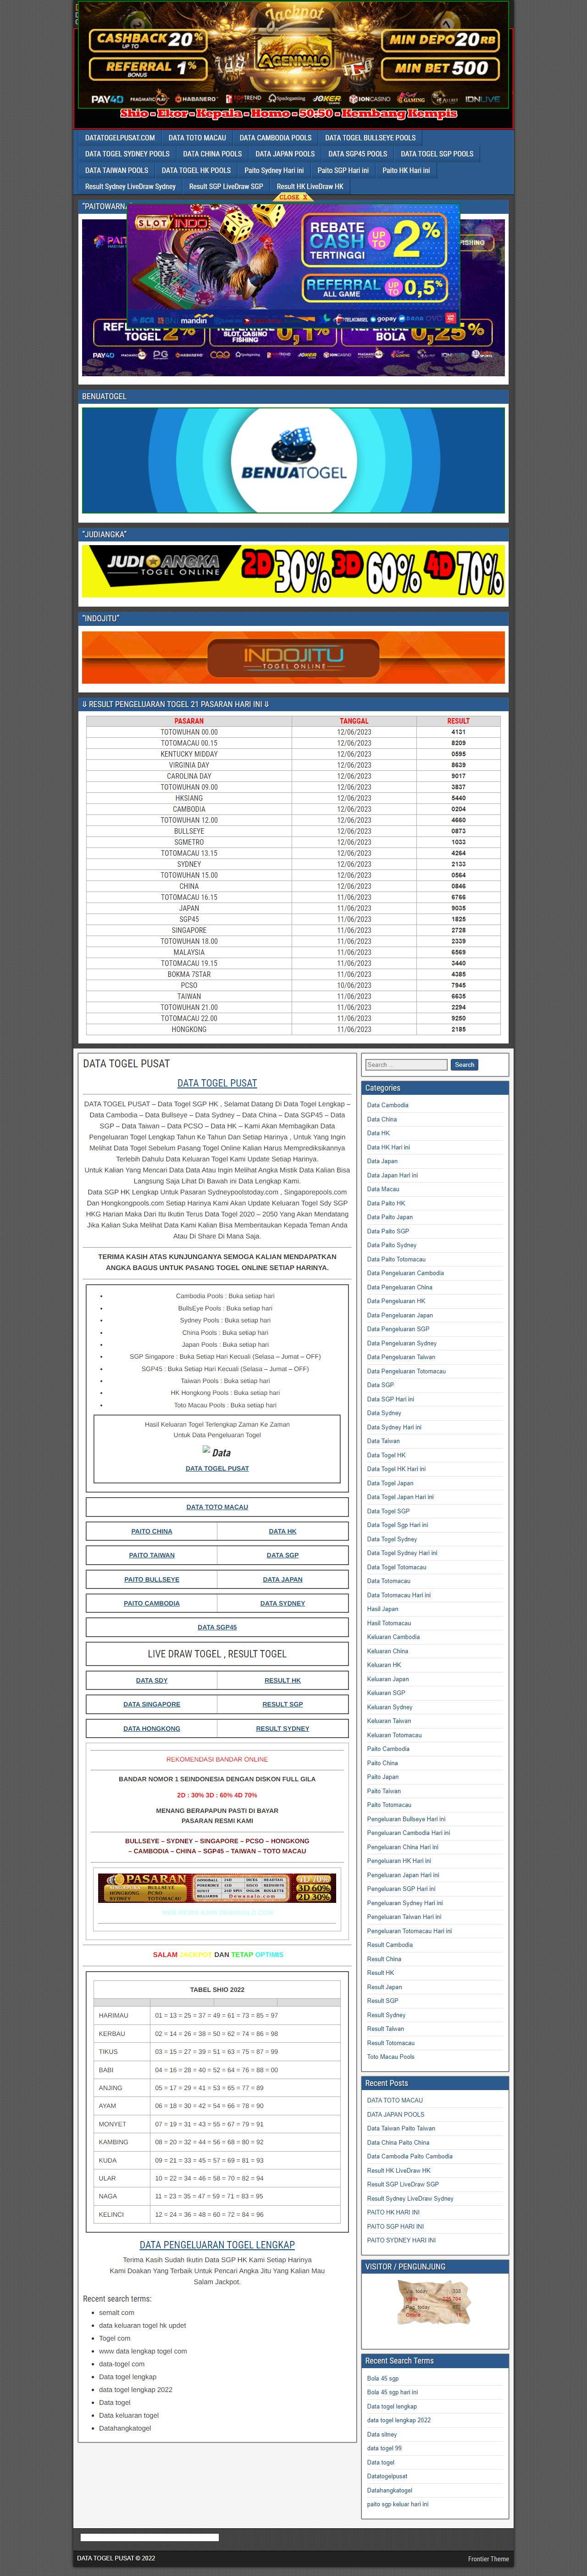 Jackpot
CASHBACK UP TO 20%
REFERRAL BONUS 1%
AGENNALO
MIN DEPO 20RB
MIN BET 500
Shio - Ekor - Kepala - Homo - 50:50 - Kembang Kempis
DATATOGELPUSAT.COM DATA TOTO MACAU DATA CAMBODIA POOLS DATA TOGEL BULLSEYE POOLS
DATA TOGEL SYDNEY POOLS DATA CHINA POOLS DATA JAPAN POOLS DATA SGP45 POOLS DATA TOGEL SGP POOLS
DATA TAIWAN POOLS DATA TOGEL HK POOLS Paito Sydney Hari ini Paito SGP Hari ini Paito HK Hari ini
Result Sydney LiveDraw Sydney Result SGP LiveDraw SGP Result HK LiveDraw HK
CLOSE X
SLOT INDO
REBATE CASH TERTINGGI UP TO 2%
REFERRAL ALL GAME UP TO 0,5%
BENUATOGEL
BENUATOGEL
"JUDIANGKA"
JUDI ANGKA TOGEL ONLINE 2D 30% 3D 60% 4D 70%
"INDOJITU"
INDOJITU
TOGEL ONLINE
⇓ RESULT PENGELUARAN TOGEL 21 PASARAN HARI INI ⇓
PASARAN TANGGAL RESULT
TOTOWUHAN 00.00 12/06/2023 4131
TOTOMACAU 00.15 12/06/2023 8209
KENTUCKY MIDDAY 12/06/2023 0595
VIRGINIA DAY 12/06/2023 8639
CAROLINA DAY 12/06/2023 9017
TOTOWUHAN 09.00 12/06/2023 3837
HKSIANG 12/06/2023 5440
CAMBODIA 12/06/2023 0204
TOTOWUHAN 12.00 12/06/2023 4660
BULLSEYE 12/06/2023 0873
SGMETRO 12/06/2023 1033
TOTOMACAU 13.15 12/06/2023 4264
SYDNEY 12/06/2023 2133
TOTOWUHAN 15.00 12/06/2023 0564
CHINA 12/06/2023 0846
TOTOMACAU 16.15 12/06/2023 6766
JAPAN 11/06/2023 9035
SGP45 11/06/2023 1825
SINGAPORE 11/06/2023 2728
TOTOWUHAN 18.00 11/06/2023 2339
MALAYSIA 11/06/2023 6569
TOTOMACAU 19.15 11/06/2023 3440
BOKMA 7STAR 11/06/2023 4385
PCSO 10/06/2023 7945
TAIWAN 11/06/2023 6635
TOTOWUHAN 21.00 11/06/2023 2294
TOTOMACAU 22.00 11/06/2023 9250
HONGKONG 11/06/2023 2185
DATA TOGEL PUSAT
DATA TOGEL PUSAT
DATA TOGEL PUSAT – Data Togel SGP HK , Selamat Datang Di Data Togel Lengkap –
Data Cambodia – Data Bullseye – Data Sydney – Data China – Data SGP45 – Data
SGP – Data Taiwan – Data PCSO – Data HK – Kami Akan Membagikan Data
Pengeluaran Togel Lengkap Tahun Ke Tahun Dan Setiap Harinya , Untuk Yang Ingin
Melihat Data Togel Sebelum Pasang Togel Online Kalian Harus Memprediksikannya
Terlebih Dahulu Data Keluaran Togel Kami Update Setiap Harinya.
Untuk Kalian Yang Mencari Data Data Atau Ingin Melihat Angka Mistik Data Kalian Bisa
Langsung Saja Lihat Di Bawah ini Data Lengkap Kami.
Data SGP HK Lengkap Untuk Pasaran Sydneypoolstoday.com , Singaporepools.com
Dan Hongkongpools.com Setiap Harinya Kami Akan Update Keluaran Togel Sdy SGP
HKG Harian Maka Dari Itu Ikutin Terus Data Togel 2020 – 2050 Yang Akan Mendatang
Jika Kalian Suka Melihat Data Kami Kalian Bisa Memberitaukan Kepada Teman Anda
Atau Di Share Di Mana Saja.
TERIMA KASIH ATAS KUNJUNGANYA SEMOGA KALIAN MENDAPATKAN
ANGKA BAGUS UNTUK PASANG TOGEL ONLINE SETIAP HARINYA.
Cambodia Pools : Buka setiap hari
BullsEye Pools : Buka setiap hari
Sydney Pools : Buka setiap hari
China Pools : Buka setiap hari
Japan Pools : Buka setiap hari
SGP Singapore : Buka Setiap Hari Kecuali (Selasa – Jumat – OFF)
SGP45 : Buka Setiap Hari Kecuali (Selasa – Jumat – OFF)
Taiwan Pools : Buka setiap hari
HK Hongkong Pools : Buka setiap hari
Toto Macau Pools : Buka setiap hari
Hasil Keluaran Togel Terlengkap Zaman Ke Zaman
Untuk Data Pengeluaran Togel
Data
DATA TOGEL PUSAT
DATA TOTO MACAU
PAITO CHINA DATA HK
PAITO TAIWAN DATA SGP
PAITO BULLSEYE DATA JAPAN
PAITO CAMBODIA DATA SYDNEY
DATA SGP45
LIVE DRAW TOGEL , RESULT TOGEL
DATA SDY RESULT HK
DATA SINGAPORE RESULT SGP
DATA HONGKONG RESULT SYDNEY
REKOMENDASI BANDAR ONLINE
BANDAR NOMOR 1 SEINDONESIA DENGAN DISKON FULL GILA
2D : 30% 3D : 60% 4D 70%
MENANG BERAPAPUN PASTI DI BAYAR
PASARAN RESMI KAMI
BULLSEYE – SYDNEY – SINGAPORE – PCSO – HONGKONG
– CAMBODIA – CHINA – SGP45 – TAIWAN – TOTO MACAU
PASARAN
4D 70%
3D 60%
2D 30%
SALAM JACKPOT DAN TETAP OPTIMIS
TABEL SHIO 2022
HARIMAU 01 = 13 = 25 = 37 = 49 = 61 = 73 = 85 = 97
KERBAU 02 = 14 = 26 = 38 = 50 = 62 = 74 = 86 = 98
TIKUS 03 = 15 = 27 = 39 = 51 = 63 = 75 = 87 = 99
BABI 04 = 16 = 28 = 40 = 52 = 64 = 76 = 88 = 00
ANJING 05 = 17 = 29 = 41 = 53 = 65 = 77 = 89
AYAM 06 = 18 = 30 = 42 = 54 = 66 = 78 = 90
MONYET 07 = 19 = 31 = 43 = 55 = 67 = 79 = 91
KAMBING 08 = 20 = 32 = 44 = 56 = 68 = 80 = 92
KUDA 09 = 21 = 33 = 45 = 57 = 69 = 81 = 93
ULAR 10 = 22 = 34 = 46 = 58 = 70 = 82 = 94
NAGA 11 = 23 = 35 = 47 = 59 = 71 = 83 = 95
KELINCI 12 = 24 = 36 = 48 = 60 = 72 = 84 = 96
DATA PENGELUARAN TOGEL LENGKAP
Terima Kasih Sudah Ikutin Data SGP HK Kami Setiap Harinya
Kami Doakan Yang Terbaik Untuk Pencari Angka Jitu Yang Kalian Mau
Salam Jackpot.
Recent search terms:
semalt com
data keluaran togel hk updet
Togel com
www data lengkap togel com
data-togel com
Data togel lengkap
data togel lengkap 2022
Data togel
Data keluaran togel
Datahangkatogel
Search ...
Search
Categories
Data Cambodia
Data China
Data HK
Data HK Hari ini
Data Japan
Data Japan Hari ini
Data Macau
Data Paito HK
Data Paito Japan
Data Paito SGP
Data Paito Sydney
Data Paito Totomacau
Data Pengeluaran Cambodia
Data Pengeluaran China
Data Pengeluaran HK
Data Pengeluaran Japan
Data Pengeluaran SGP
Data Pengeluaran Sydney
Data Pengeluaran Taiwan
Data Pengeluaran Totomacau
Data SGP
Data SGP Hari ini
Data Sydney
Data Sydney Hari ini
Data Taiwan
Data Togel HK
Data Togel HK Hari ini
Data Togel Japan
Data Togel Japan Hari ini
Data Togel SGP
Data Togel Sgp Hari ini
Data Togel Sydney
Data Togel Sydney Hari ini
Data Togel Totomacau
Data Totomacau
Data Totomacau Hari ini
Hasil Japan
Hasil Totomacau
Keluaran Cambodia
Keluaran China
Keluaran HK
Keluaran Japan
Keluaran SGP
Keluaran Sydney
Keluaran Taiwan
Keluaran Totomacau
Paito Cambodia
Paito China
Paito Japan
Paito Taiwan
Paito Totomacau
Pengeluaran Bullseye Hari ini
Pengeluaran Cambodia Hari ini
Pengeluaran China Hari ini
Pengeluaran HK Hari ini
Pengeluaran Japan Hari ini
Pengeluaran SGP Hari ini
Pengeluaran Sydney Hari ini
Pengeluaran Taiwan Hari ini
Pengeluaran Totomacau Hari ini
Result Cambodia
Result China
Result HK
Result Japan
Result SGP
Result Sydney
Result Taiwan
Result Totomacau
Toto Macau Pools
Recent Posts
DATA TOTO MACAU
DATA JAPAN POOLS
Data Taiwan Paito Taiwan
Data China Paito China
Data Cambodia Paito Cambodia
Result HK LiveDraw HK
Result SGP LiveDraw SGP
Result Sydney LiveDraw Sydney
PAITO HK HARI INI
PAITO SGP HARI INI
PAITO SYDNEY HARI INI
VISITOR / PENGUNJUNG
Recent Search Terms
Bola 45 sgp
Bola 45 sgp hari ini
Data togel lengkap
data togel lengkap 2022
Data sitney
data togel 99
Data togel
Datatogelpusat
Datahangkatogel
paito sgp keluar hari ini
DATA TOGEL PUSAT © 2022
Frontier Theme